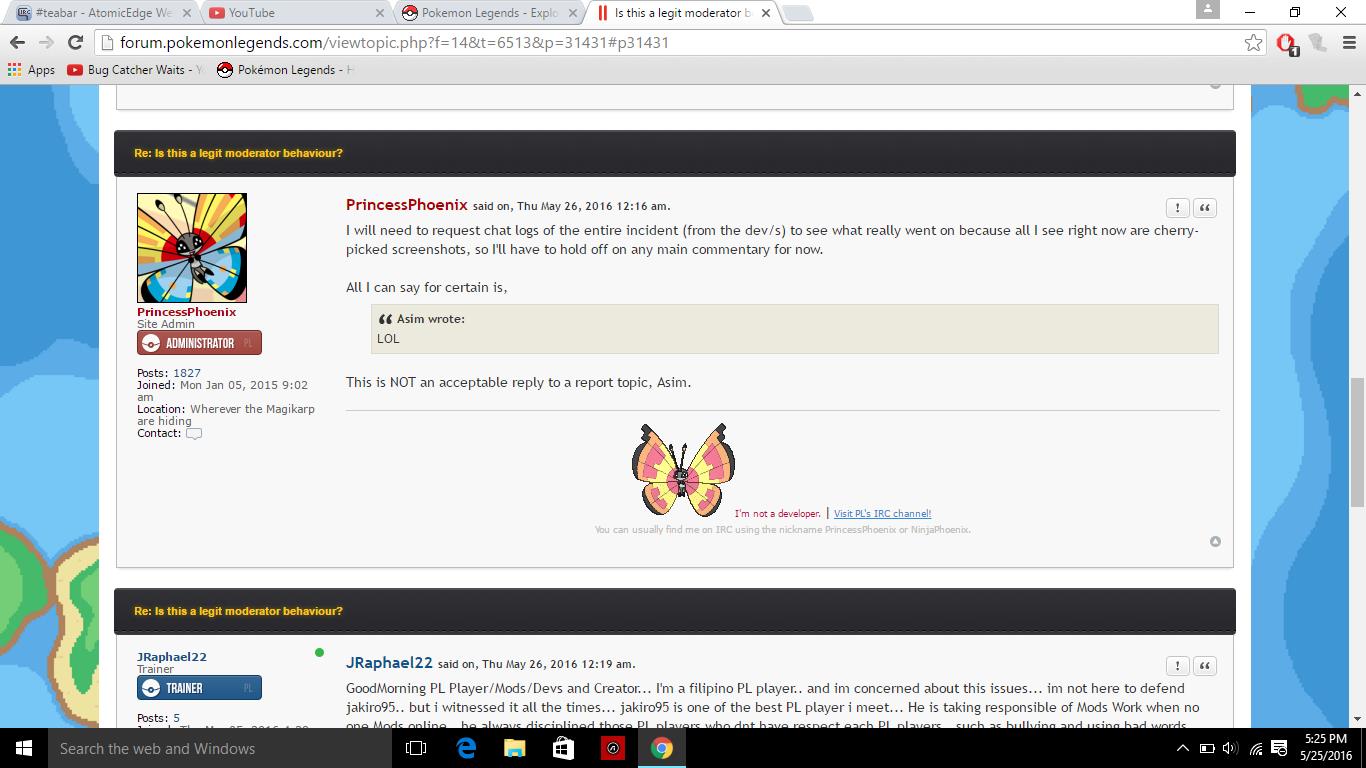 #teabar - AtomicEdge We
YouTube
Pokemon Legends - Explo
Is this a legit moderator b
forum.pokemonlegends.com/viewtopic.php?f=14&t=6513&p=31431#p31431
1
Apps
Bug Catcher Waits - Y
Pokémon Legends - H
Re: Is this a legit moderator behaviour?
PrincessPhoenix said on, Thu May 26, 2016 12:16 am.
! “
I will need to request chat logs of the entire incident (from the dev/s) to see what really went on because all I see right now are cherry-
picked screenshots, so I'll have to hold off on any main commentary for now.
All I can say for certain is,
“ Asim wrote:
LOL
This is NOT an acceptable reply to a report topic, Asim.
PrincessPhoenix
Site Admin
ADMINISTRATOR PL
Posts: 1827
Joined: Mon Jan 05, 2015 9:02
am
Location: Wherever the Magikarp
are hiding
Contact:
I'm not a developer. | Visit PL's IRC channel!
You can usually find me on IRC using the nickname PrincessPhoenix or NinjaPhoenix.
Re: Is this a legit moderator behaviour?
JRaphael22
Trainer
TRAINER PL
Posts: 5
JRaphael22 said on, Thu May 26, 2016 12:19 am.
! “
GoodMorning PL Player/Mods/Devs and Creator... I'm a filipino PL player.. and im concerned about this issues... im not here to defend
jakiro95.. but i witnessed it all the times... jakiro95 is one of the best PL player i meet... He is taking responsible of Mods Work when no
one Mods online.. he always disciplined those PL players who dnt have respect each PL players.. such as bullying and using bad words
Search the web and Windows
5:25 PM
5/25/2016